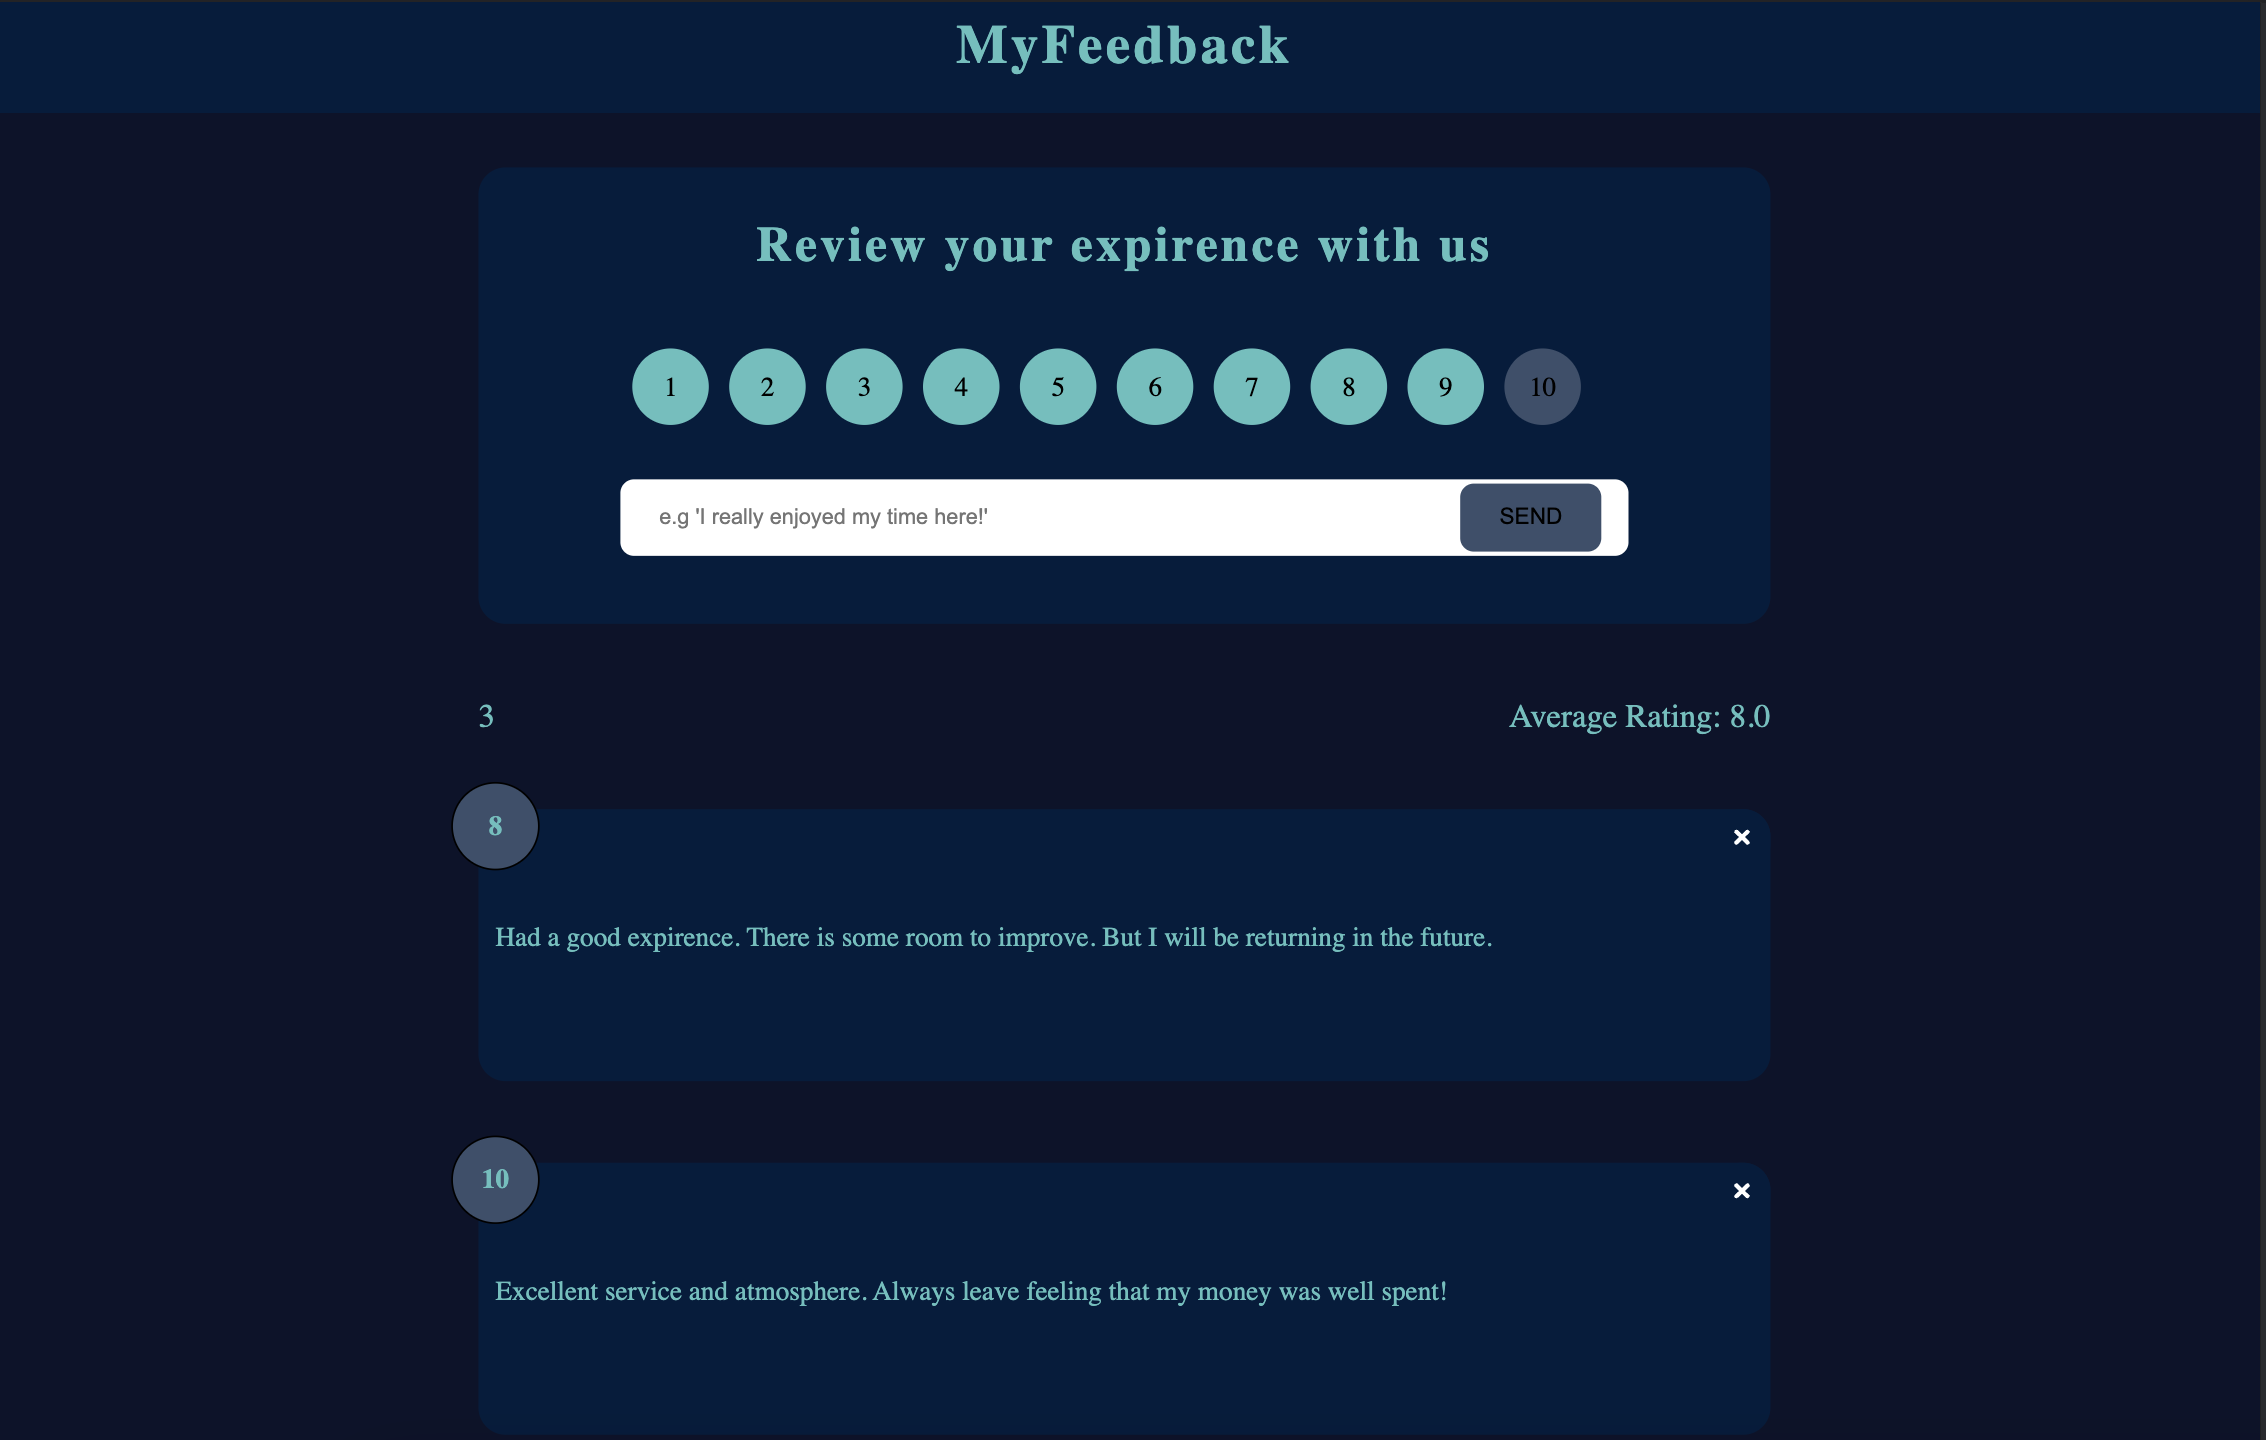 MyFeedback
Review your expirence with us
1 2 3 4 5 6 7 8 9 10
e.g 'I really enjoyed my time here!' SEND
3 Average Rating: 8.0
8
Had a good expirence. There is some room to improve. But I will be returning in the future.
10
Excellent service and atmosphere. Always leave feeling that my money was well spent!